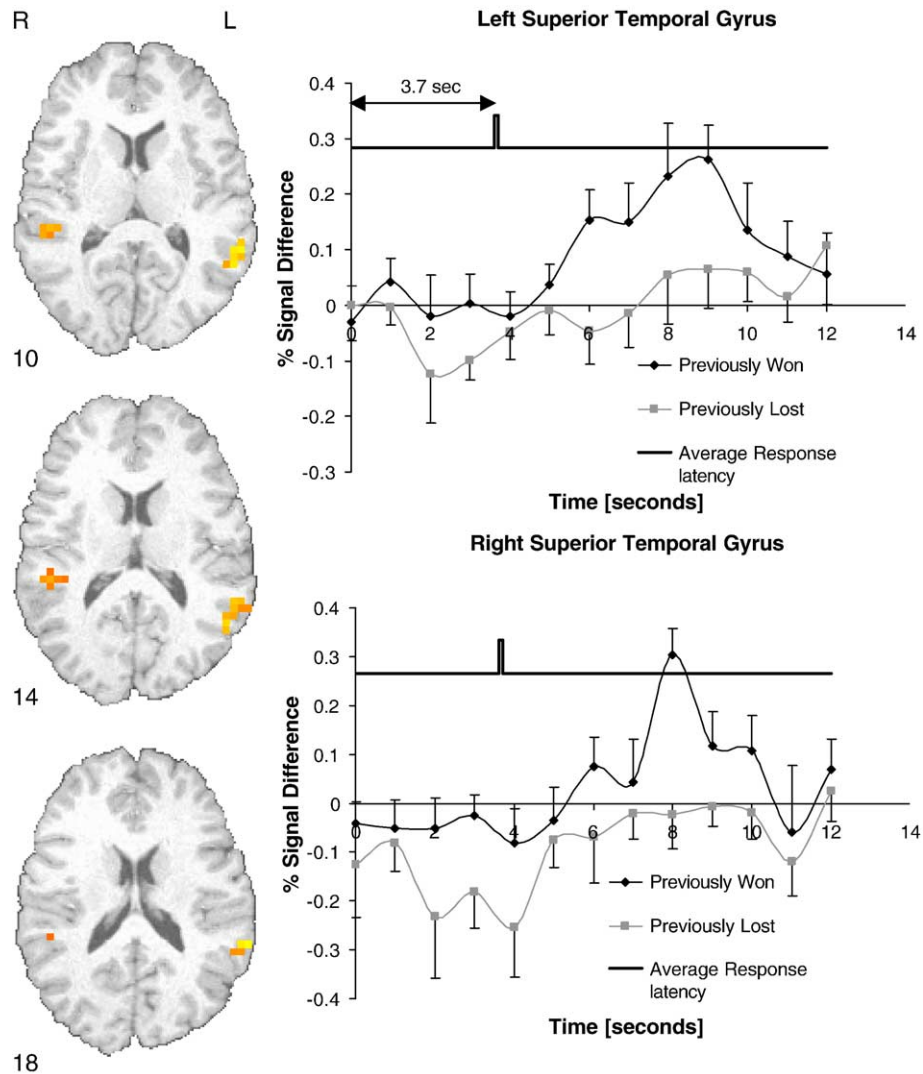 R
L
10
14
18
Left Superior Temporal Gyrus
3.7 sec
% Signal Difference
0.4
0.3
0.2
0.1
0
-0.1
-0.2
-0.3
0 2 4 6 8 10 12 14
Previously Won
Previously Lost
Average Response
latency
Time [seconds]
Right Superior Temporal Gyrus
% Signal Difference
0.4
0.3
0.2
0.1
0
-0.1
-0.2
-0.3
-0.4
0 2 4 6 8 10 12 14
Previously Won
Previously Lost
Average Response
latency
Time [seconds]